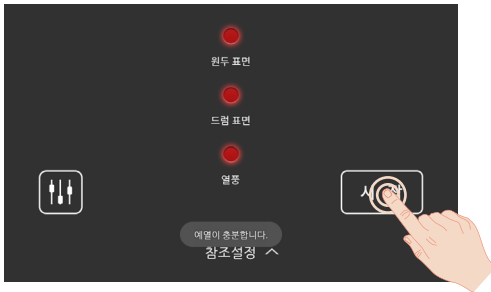 원두 표면
드럼 표면
열풍
예열이 충분합니다.
참조설정